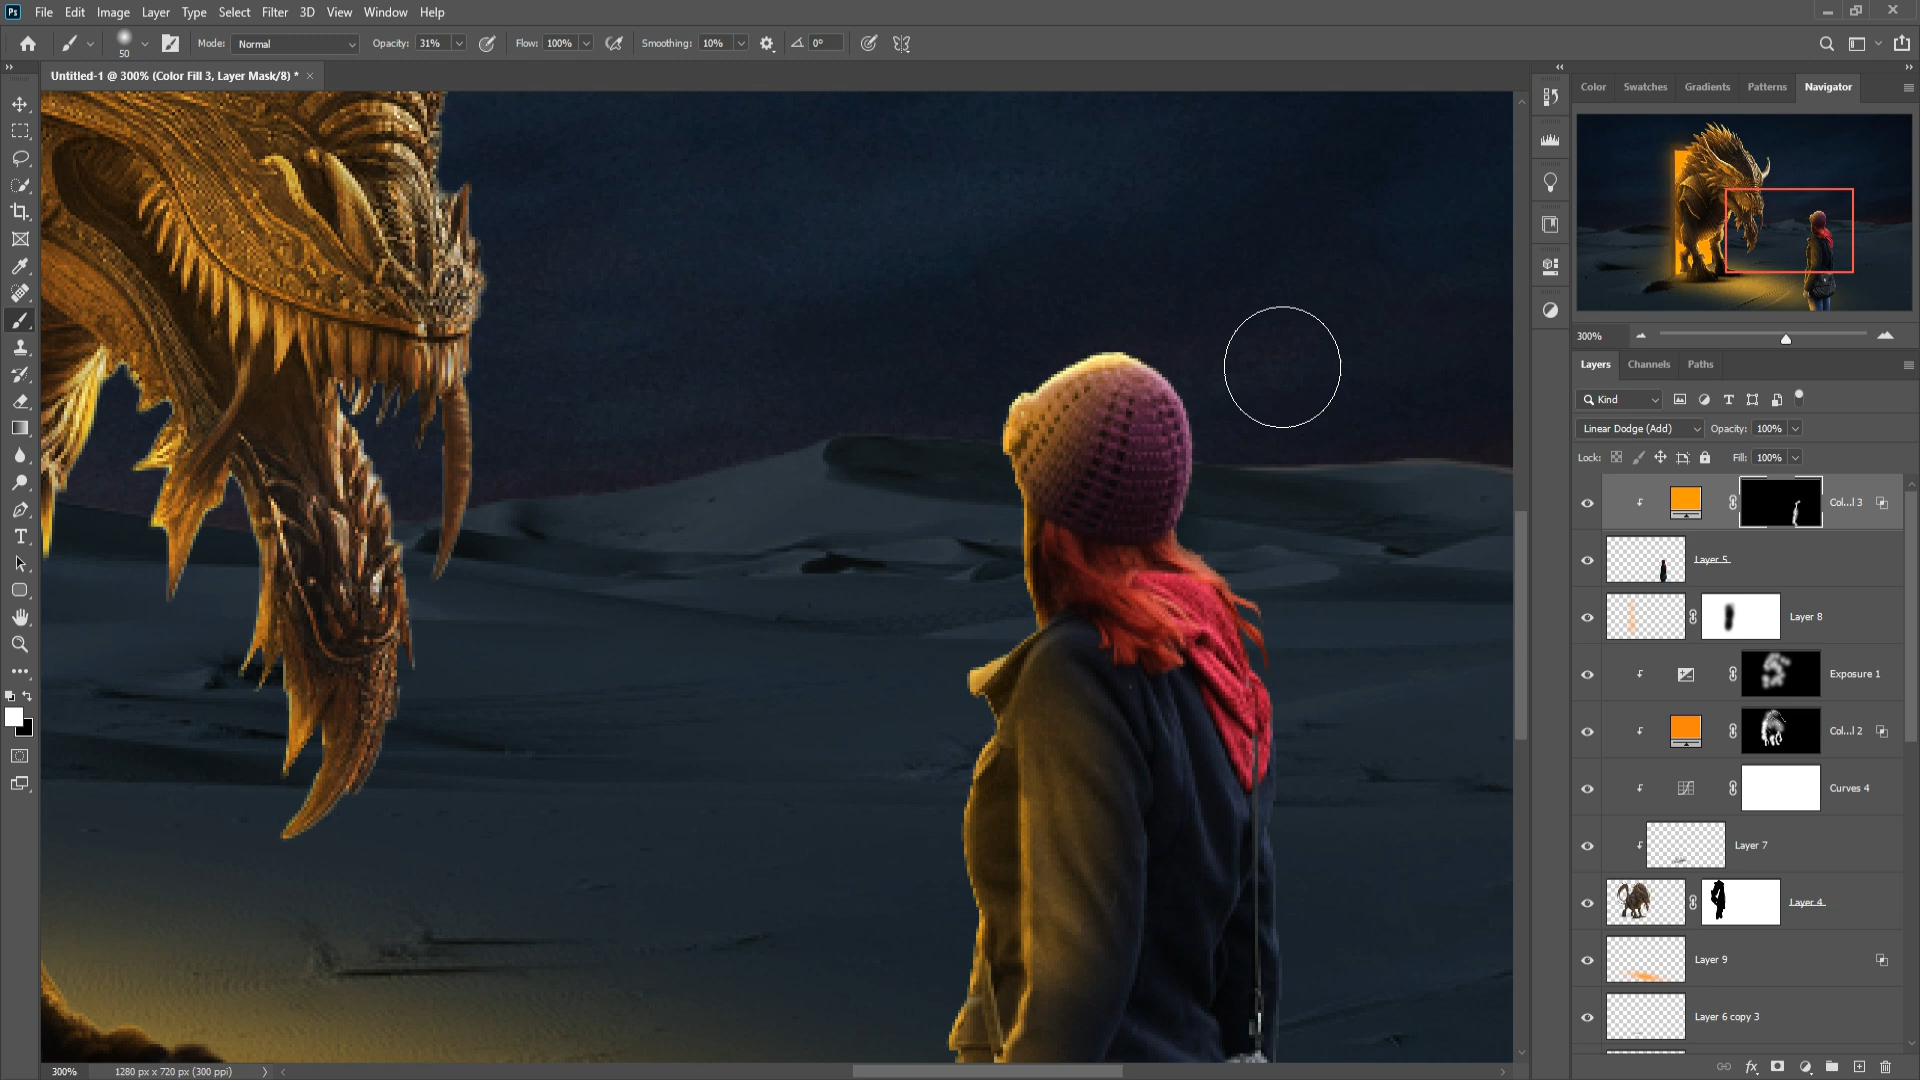 Ps File Edit Image Layer Type Select Filter 3D View Window Help
50 Mode: Normal Opacity: 31% Flow: 100% Smoothing: 10% 0°
Untitled-1 @ 300% (Color Fill 3, Layer Mask/8) *
Color Swatches Gradients Patterns Navigator
300%
Layers Channels Paths
Kind
Linear Dodge (Add) Opacity: 100%
Lock: Fill: 100%
Col...l 3
Layer 5
Layer 8
Exposure 1
Col...l 2
Curves 4
Layer 7
Layer 4
Layer 9
Layer 6 copy 3
300% 1280 px x 720 px (300 ppi)